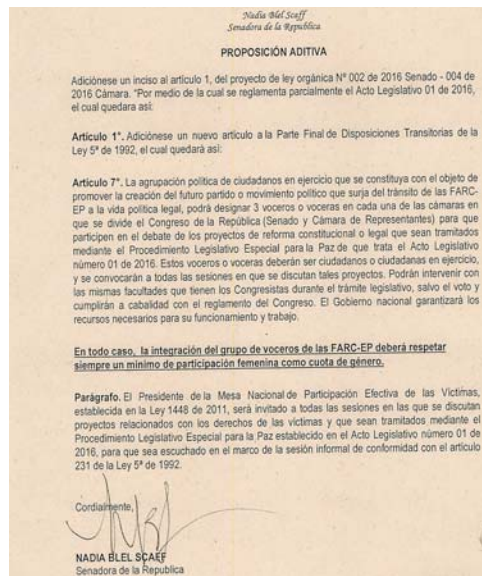 Nadia Blel Scaff
Senadora de la República
PROPOSICIÓN ADITIVA
Adiciónese un inciso al artículo 1, del proyecto de ley orgánica Nº 002 de 2016 Senado - 004 de
2016 Cámara. "Por medio de la cual se reglamenta parcialmente el Acto Legislativo 01 de 2016,
el cual quedara así:
Artículo 1°. Adiciónese un nuevo artículo a la Parte Final de Disposiciones Transitorias de la
Ley 5ª de 1992, el cual quedará así:
Artículo 7°. La agrupación política de ciudadanos en ejercicio que se constituya con el objeto de
promover la creación del futuro partido o movimiento político que surja del tránsito de las FARC-
EP a la vida política legal, podrá designar 3 voceros o voceras en cada una de las cámaras en
que se divide el Congreso de la República (Senado y Cámara de Representantes) para que
participen en el debate de los proyectos de reforma constitucional o legal que sean tramitados
mediante el Procedimiento Legislativo Especial para la Paz de que trata el Acto Legislativo
número 01 de 2016. Estos voceros o voceras deberán ser ciudadanos o ciudadanas en ejercicio,
y se convocarán a todas las sesiones en que se discutan tales proyectos. Podrán intervenir con
las mismas facultades que tienen los Congresistas durante el trámite legislativo, salvo el voto y
cumplirán a cabalidad con el reglamento del Congreso. El Gobierno nacional garantizará los
recursos necesarios para su funcionamiento y trabajo.
En todo caso, la integración del grupo de voceros de las FARC-EP deberá respetar
siempre un mínimo de participación femenina como cuota de género.
Parágrafo. El Presidente de la Mesa Nacional de Participación Efectiva de las Víctimas,
establecida en la Ley 1448 de 2011, será invitado a todas las sesiones en las que se discutan
proyectos relacionados con los derechos de las víctimas y que sean tramitados mediante el
Procedimiento Legislativo Especial para la Paz establecido en el Acto Legislativo número 01 de
2016, para que sea escuchado en el marco de la sesión informal de conformidad con el artículo
231 de la Ley 5ª de 1992.
Cordialmente,
NADIA BLEL SCAFF
Senadora de la República